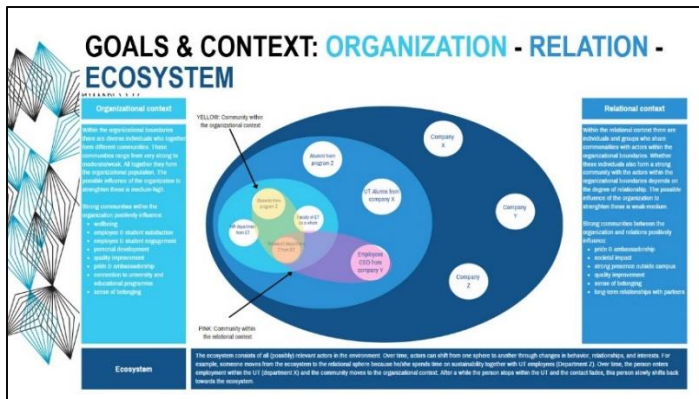 GOALS & CONTEXT: ORGANIZATION - RELATION -
ECOSYSTEM
Organizational context
Within the organizational boundaries
there are diverse individuals who together
form different communities. These
communities range from very strong to
moderate/weak. All together they form
the organizational population. The
possible influence of the organization to
strengthen those is medium-high.
Strong communities within the
organization positively influence:
wellbeing
employee & student satisfaction
employee & student engagement
personal development
quality improvement
pride & ambassadorship
connection to university and
educational programme
sense of belonging
YELLOW: Community within
the organizational context
PINK: Community within
the relational context
Alumni from
program Z
UT Alumni from
company X
Employees
CEO from
company Y
Company
X
Company
Y
Company
Z
Relational context
Within the relational context there are
individuals and groups who share
commonalities with actors within the
organizational boundaries. Whether
these individuals also form a strong
community with the actors within the
organizational boundaries depends on
the degree of relationship. The possible
influence of the organization to
strengthen those is weak-medium.
Strong communities between the
organization and relations positively
influence:
pride & ambassadorship
societal impact
strong presence outside campus
quality improvement
sense of belonging
long-term relationships with partners
Ecosystem
The ecosystem consists of all (possibly) relevant actors in the environment. Over time, actors can shift from one sphere to another through changes in behavior, relationships, and interests. For
example, someone moves from the ecosystem to the relational sphere because he/she spends time on sustainability together with UT employees (Department Z). Over time, the person enters
employment within the UT (department X) and the community moves to the organizational context. After a while the person stops within the UT and the contact fades, this person slowly shifts back
towards the ecosystem.